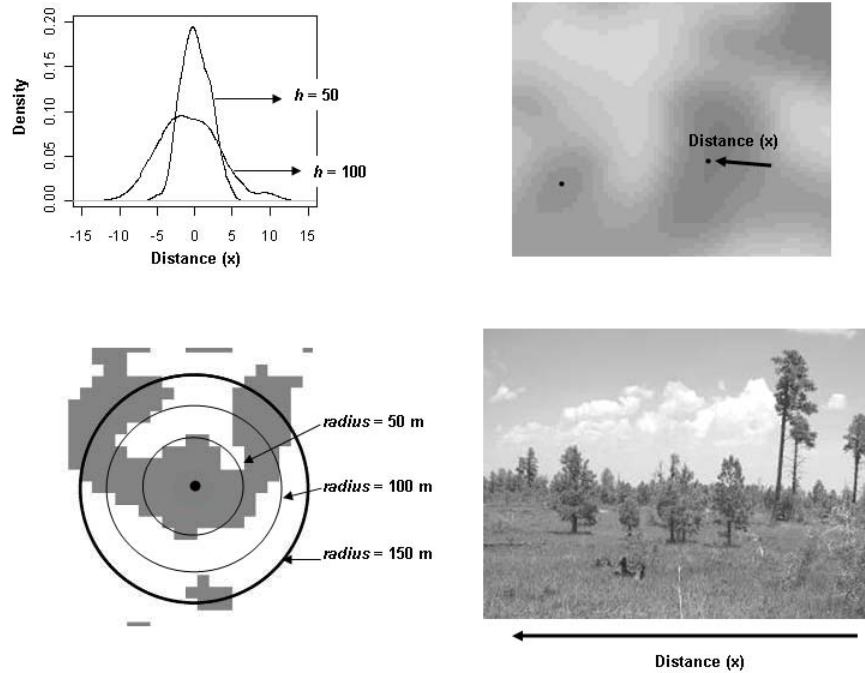 0.20
0.15
0.10
0.05
0.00
Density
h = 50
h = 100
-15 -10 -5 0 5 10 15
Distance (x)
Distance (x)
radius = 50 m
radius = 100 m
radius = 150 m
Distance (x)